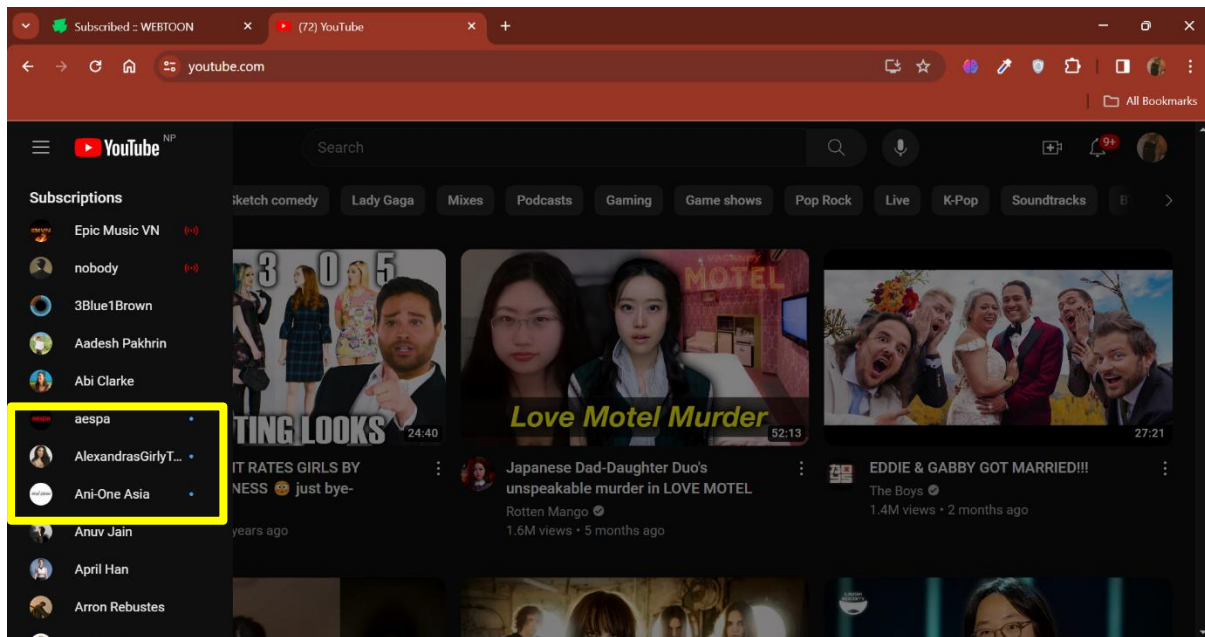 Subscribed :: WEBTOON
(72) YouTube
youtube.com
All Bookmarks
YouTube NP
Search
9+
Subscriptions
Sketch comedy Lady Gaga Mixes Podcasts Gaming Game shows Pop Rock Live K-Pop Soundtracks
Epic Music VN
nobody
3Blue1Brown
Aadesh Pakhrin
Abi Clarke
aespa
AlexandrasGirlyT...
Ani-One Asia
Anuv Jain
April Han
Arron Rebustes
305
TING LOOKS
24:40
IT RATES GIRLS BY
NESS 😳 just bye-
years ago
MOTEL
Love Motel Murder
52:13
Japanese Dad-Daughter Duo's
unspeakable murder in LOVE MOTEL
Rotten Mango
1.6M views • 5 months ago
27:21
EDDIE & GABBY GOT MARRIED!!!
The Boys
1.4M views • 2 months ago